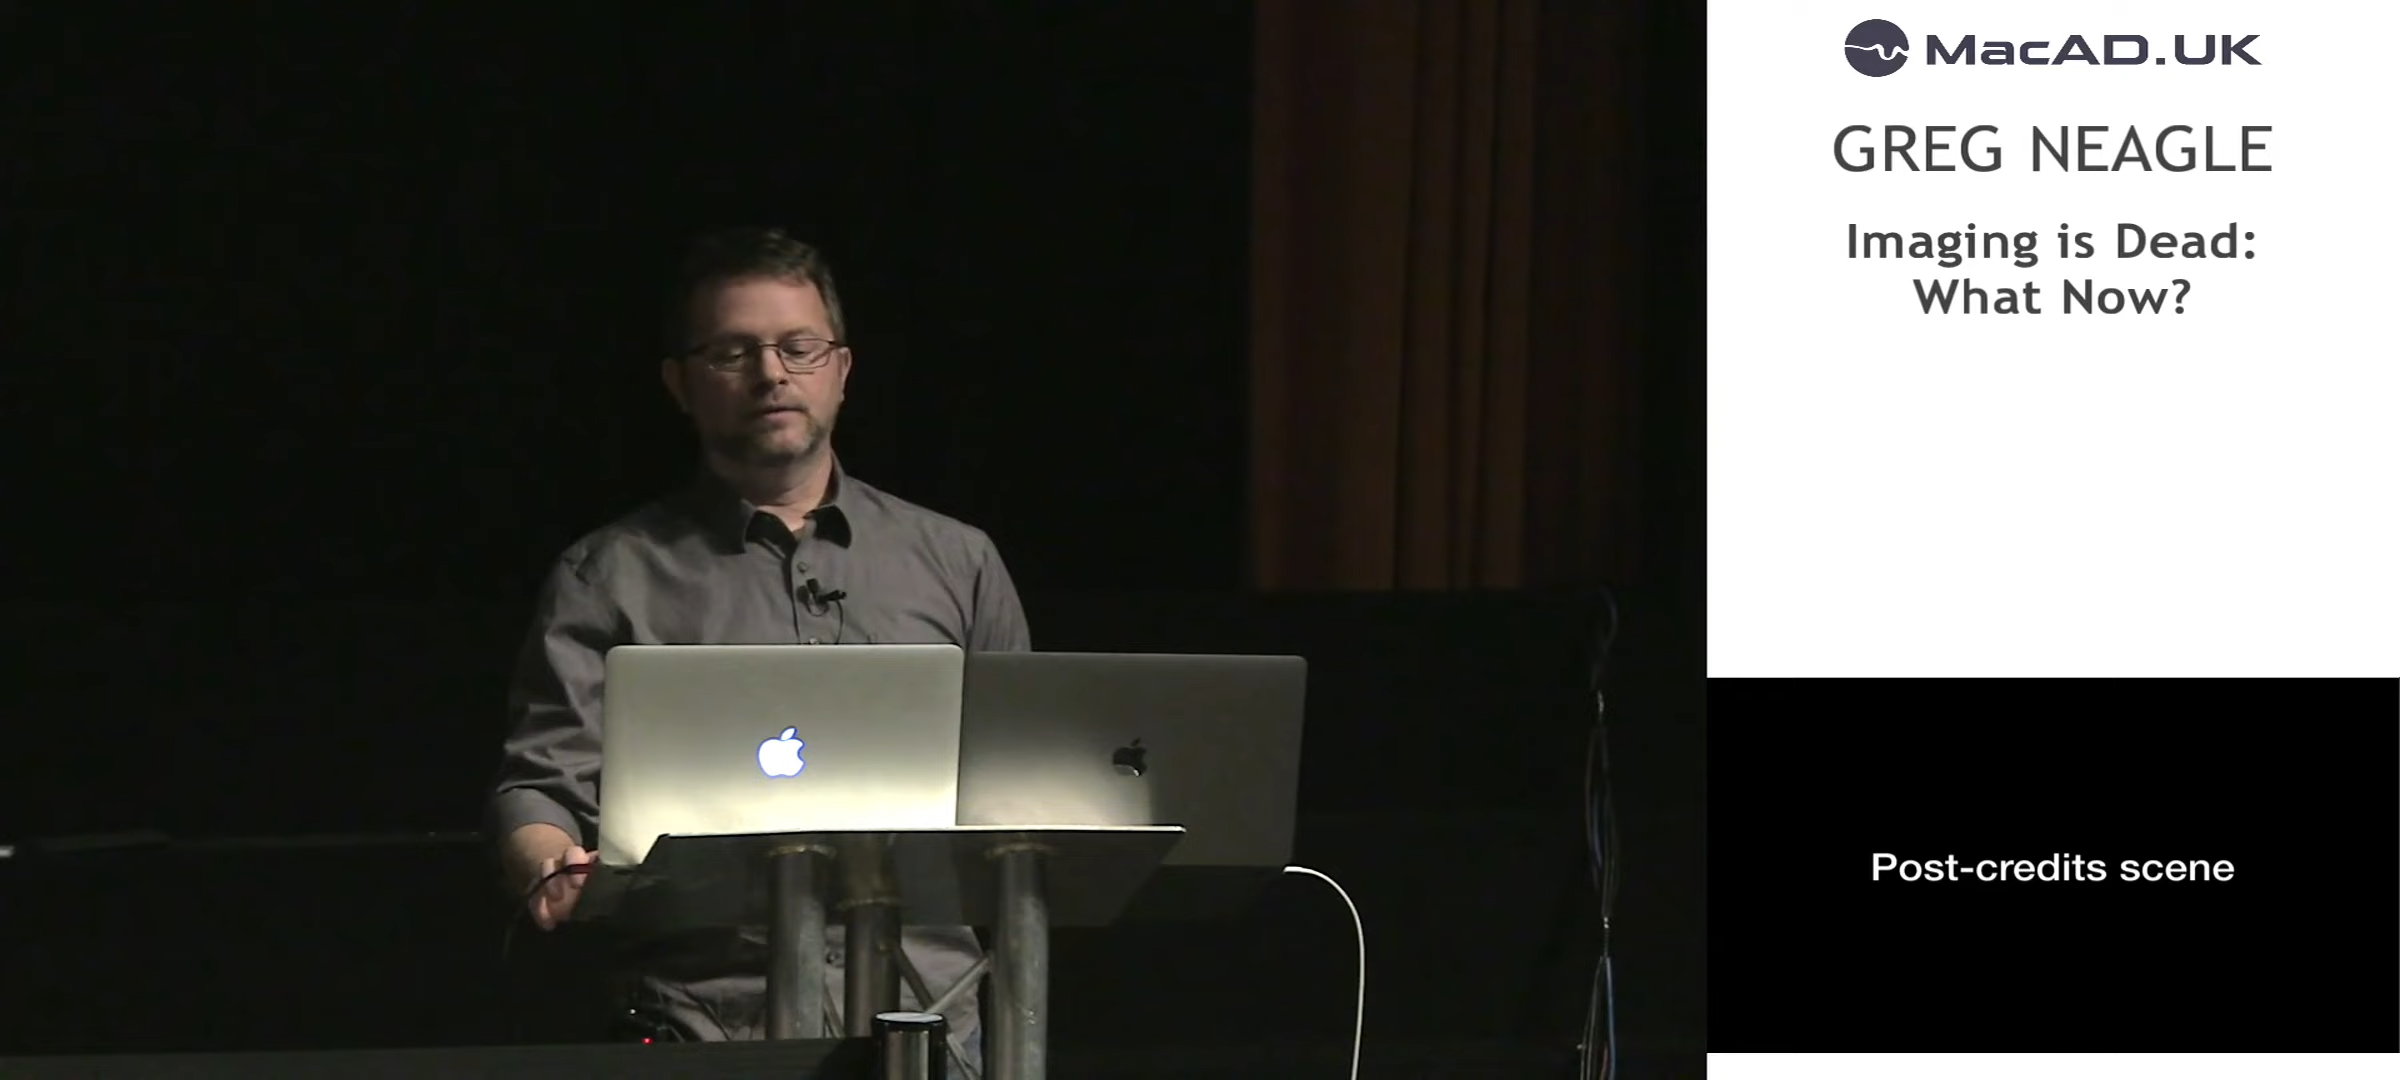 MacAD.UK
GREG NEAGLE
Imaging is Dead:
What Now?
Post-credits scene